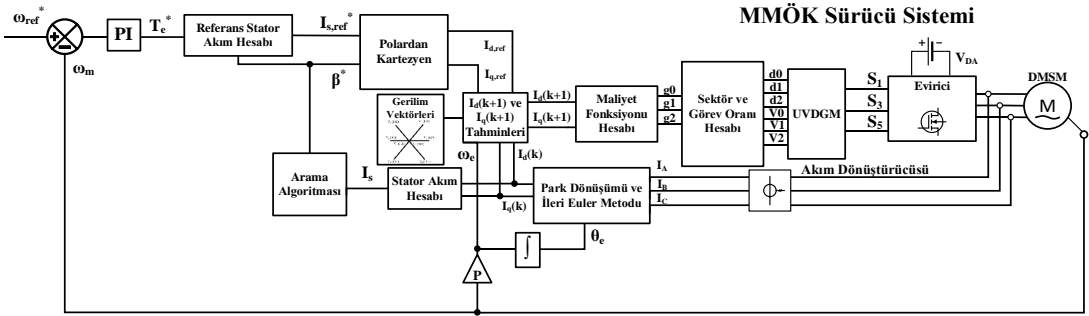 MMÖK Sürücü Sistemi
ωref*
ωm
PI
Te*
Referans Stator
Akım Hesabı
Is,ref*
β*
Polardan
Kartezyen
Id,ref
Iq,ref
Gerilim
Vektörleri
Id(k+1) ve
Iq(k+1)
Tahminleri
Id(k+1)
Iq(k+1)
Maliyet
Fonksiyonu
Hesabı
g0
g1
g2
Sektör ve
Görev Oranı
Hesabı
d0
d1
d2
V0
V1
V2
UVDGM
S1
S3
S5
+ −
VDA
Evirici
DMSM
M
Arama
Algoritması
Is
Stator Akım
Hesabı
ωe
Id(k)
Iq(k)
Park Dönüşümü ve
İleri Euler Metodu
IA
IB
IC
Akım Dönüştürücüsü
θe
∫
P